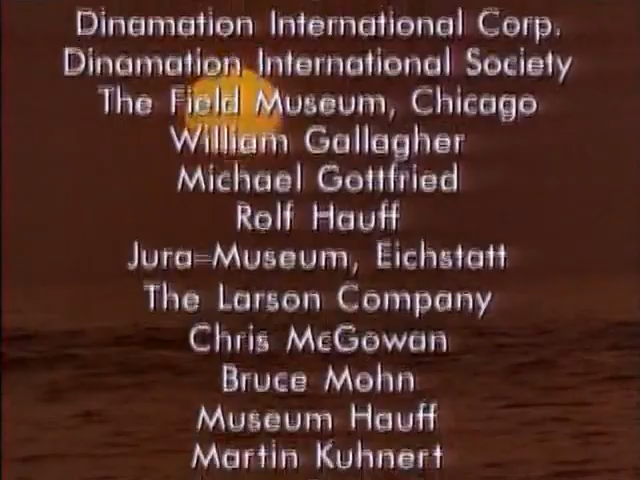 Dinamation International Corp.
Dinamation International Society
The Field Museum, Chicago
William Gallagher
Michael Gottfried
Rolf Hauff
Jura-Museum, Eichstatt
The Larson Company
Chris McGowan
Bruce Mohn
Museum Hauff
Martin Kuhnert